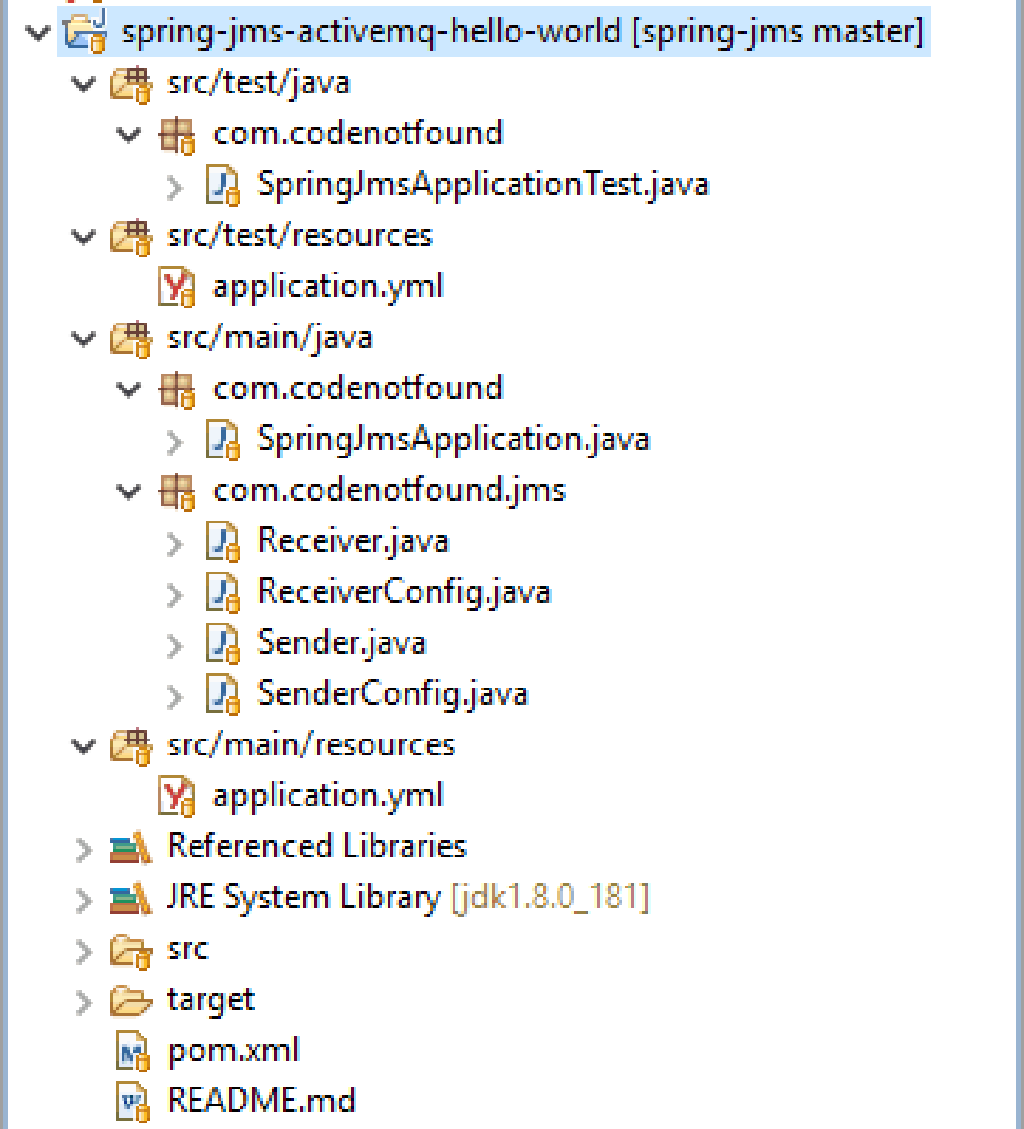 spring-jms-activemq-hello-world [spring-jms master]
src/test/java
com.codenotfound
SpringJmsApplicationTest.java
src/test/resources
application.yml
src/main/java
com.codenotfound
SpringJmsApplication.java
com.codenotfound.jms
Receiver.java
ReceiverConfig.java
Sender.java
SenderConfig.java
src/main/resources
application.yml
Referenced Libraries
JRE System Library [jdk1.8.0_181]
src
target
pom.xml
README.md